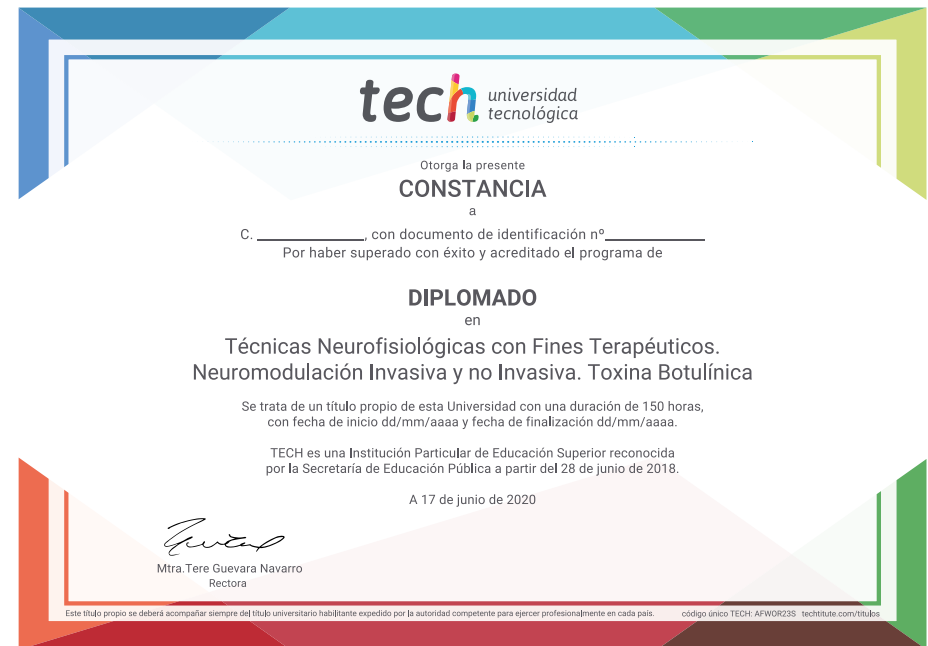 tech universidad
tecnológica
Otorga la presente
CONSTANCIA
a
C. ____________, con documento de identificación nº____________
Por haber superado con éxito y acreditado el programa de
DIPLOMADO
en
Técnicas Neurofisiológicas con Fines Terapéuticos.
Neuromodulación Invasiva y no Invasiva. Toxina Botulínica
Se trata de un título propio de esta Universidad con una duración de 150 horas,
con fecha de inicio dd/mm/aaaa y fecha de finalización dd/mm/aaaa.
TECH es una Institución Particular de Educación Superior reconocida
por la Secretaría de Educación Pública a partir del 28 de junio de 2018.
A 17 de junio de 2020
Mtra.Tere Guevara Navarro
Rectora
Este título propio se deberá acompañar siempre del título universitario habilitante expedido por la autoridad competente para ejercer profesionalmente en cada país. código único TECH: AFWOR23S techtitute.com/titulos